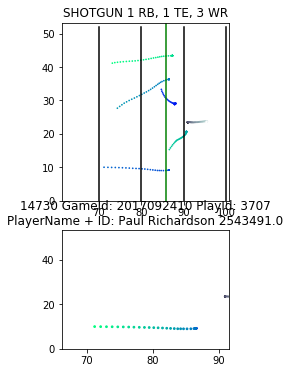 SHOTGUN 1 RB, 1 TE, 3 WR
50
40
30
20
10
0
70 80 90 100
14730 GameId: 2017092410 PlayId: 3707
PlayerName + ID: Paul Richardson 2543491.0
40
20
0
70 80 90